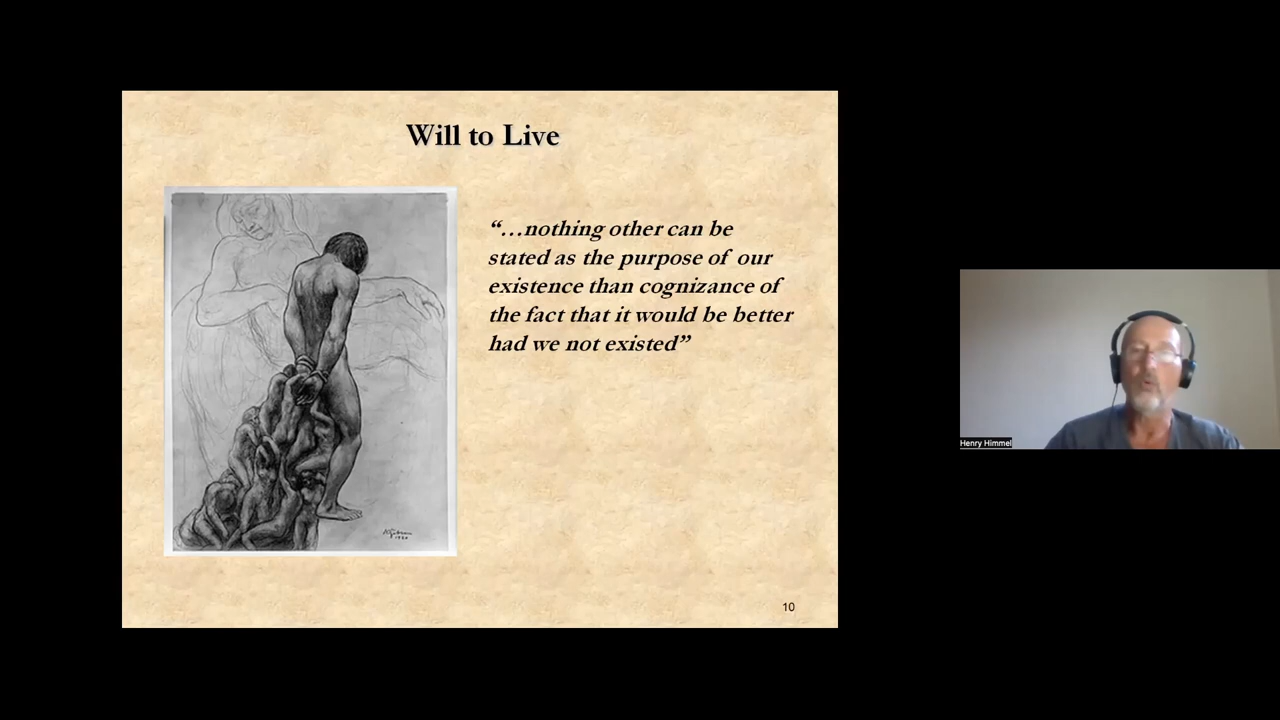 Will to Live
“…nothing other can be
stated as the purpose of our
existence than cognizance of
the fact that it would be better
had we not existed”
10
Henry Himmel